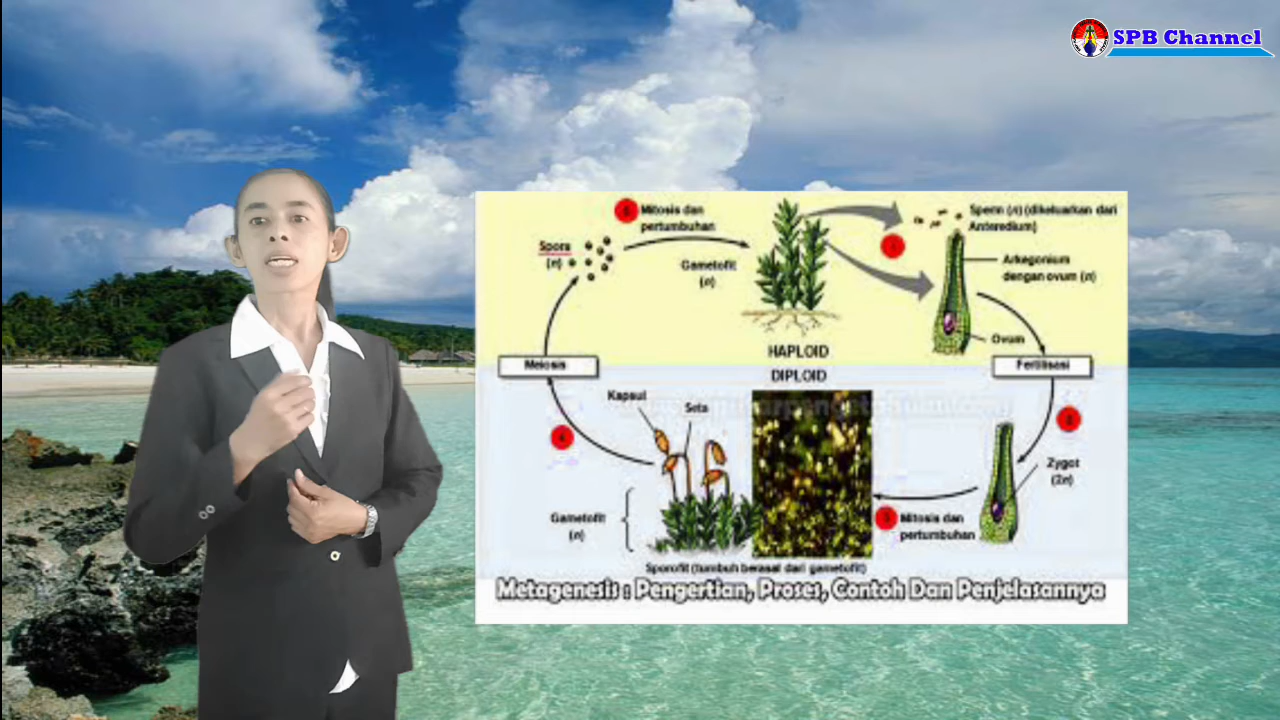 SPB Channel
Mitosis dan
pertumbuhan
Sperm (n) (dikeluarkan dari
Anteredium)
Spora
(n)
Gametofit
(n)
Arkegonium
dengan ovum (n)
Ovum
HAPLOID
Meiosis
Fertilisasi
DIPLOID
Kapsul
Seta
Zygot
(2n)
Gametofit
(n)
Mitosis dan
pertumbuhan
Sporofit (tumbuh berasal dari gametofit)
Metagenesis : Pengertian, Proses, Contoh Dan Penjelasannya